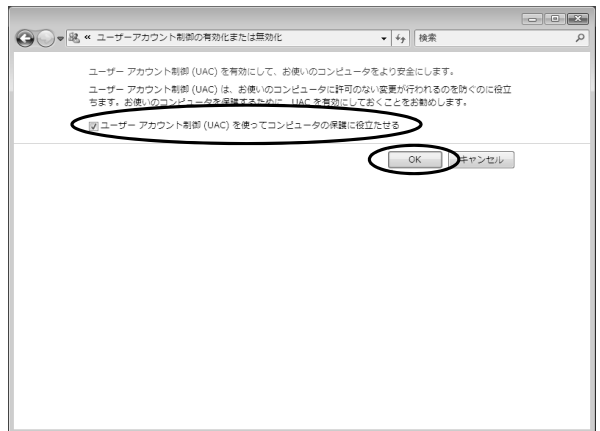 « ユーザーアカウント制御の有効化または無効化
検索
ユーザー アカウント制御 (UAC) を有効にして、お使いのコンピュータをより安全にします。
ユーザー アカウント制御 (UAC) は、お使いのコンピュータに許可のない変更が行われるのを防ぐのに役立
ちます。お使いのコンピュータを保護するために、UAC を有効にしておくことをお勧めします。
ユーザー アカウント制御 (UAC) を使ってコンピュータの保護に役立たせる
OK
キャンセル